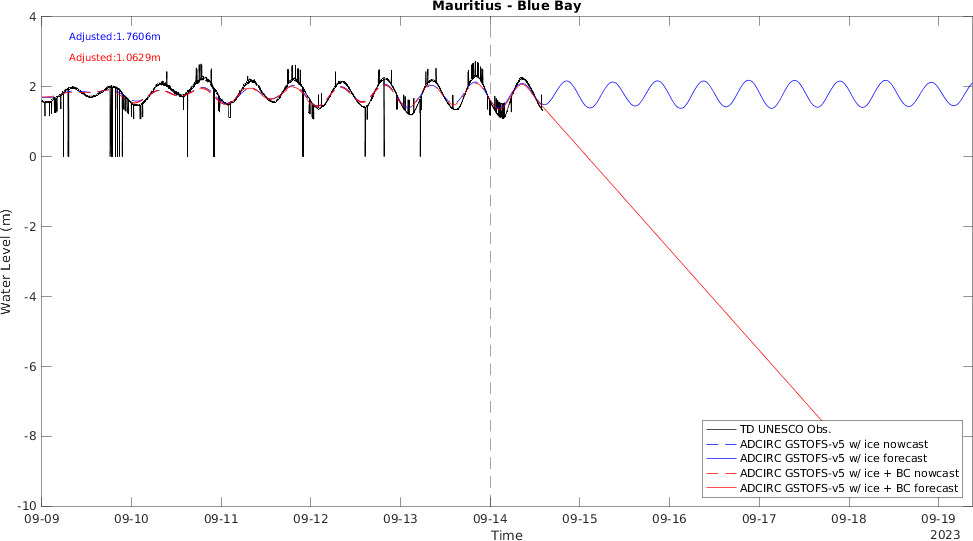 Mauritius - Blue Bay
Adjusted:1.7606m
Adjusted:1.0629m
4
2
0
-2
-4
-6
-8
-10
Water Level (m)
TD UNESCO Obs.
ADCIRC GSTOFS-v5 w/ ice nowcast
ADCIRC GSTOFS-v5 w/ ice forecast
ADCIRC GSTOFS-v5 w/ ice + BC nowcast
ADCIRC GSTOFS-v5 w/ ice + BC forecast
09-09 09-10 09-11 09-12 09-13 09-14 09-15 09-16 09-17 09-18 09-19
Time
2023